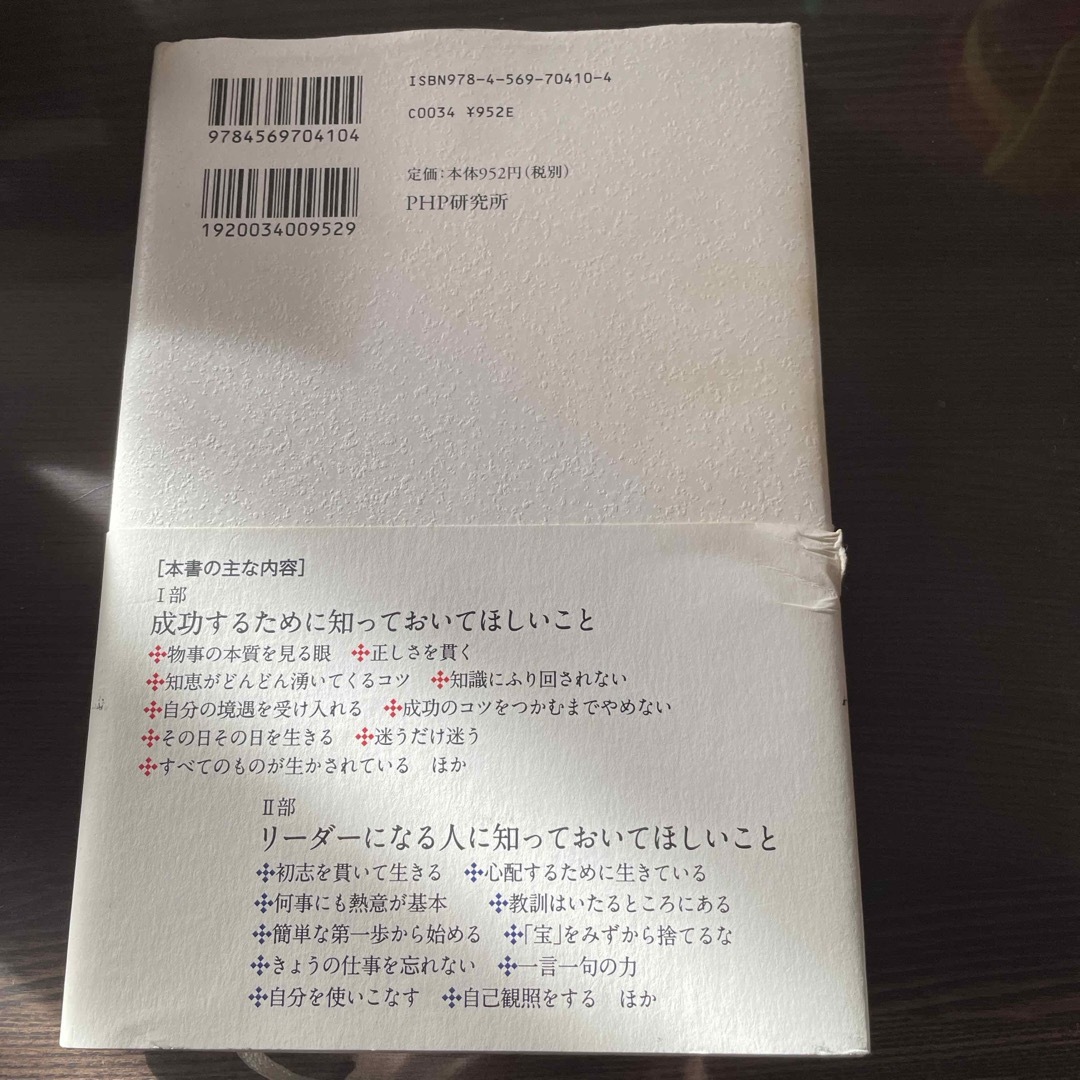 ISBN978-4-569-70410-4
C0034 ¥952E
9784569704104
定価:本体952円(税別)
PHP研究所
1920034009529
[本書の主な内容]
Ⅰ部
成功するために知っておいてほしいこと
物事の本質を見る眼 正しさを貫く
知恵がどんどん湧いてくるコツ 知識にふり回されない
自分の境遇を受け入れる 成功のコツをつかむまでやめない
その日その日を生きる 迷うだけ迷う
すべてのものが生かされている ほか
Ⅱ部
リーダーになる人に知っておいてほしいこと
初志を貫いて生きる 心配するために生きている
何事にも熱意が基本 教訓はいたるところにある
簡単な第一歩から始める 「宝」をみずから捨てるな
きょうの仕事を忘れない 一言一句の力
自分を使いこなす 自己観照をする ほか